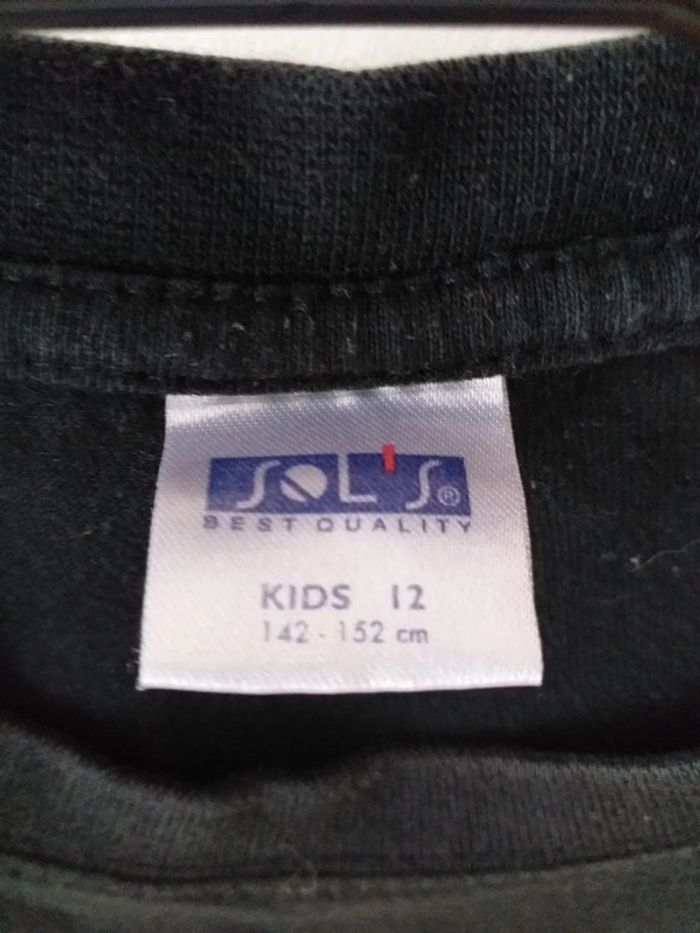 SOL'S®
BEST QUALITY
KIDS 12
142 - 152 cm